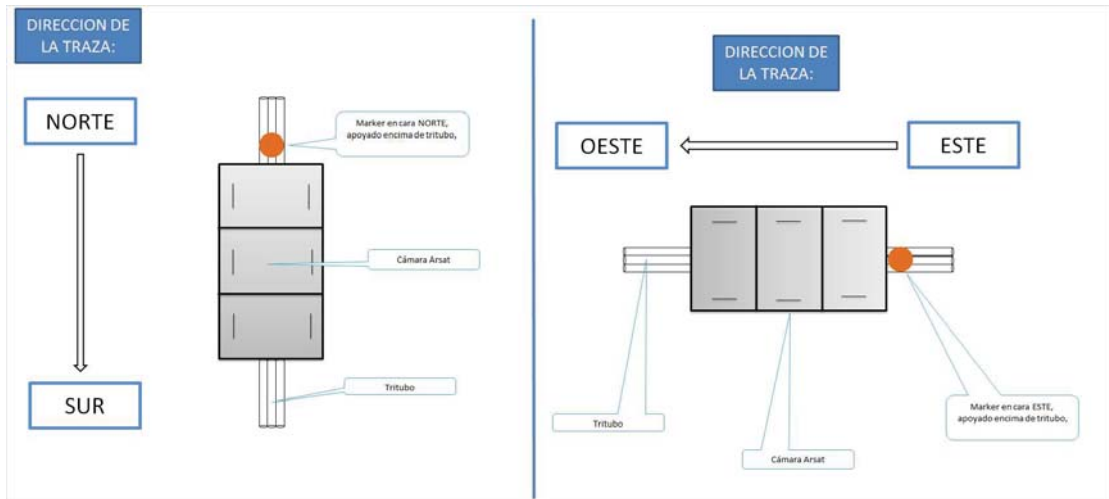 DIRECCION DE
LA TRAZA:
NORTE
SUR
Marker en cara NORTE,
apoyado encima de tritubo,
Cámara Arsat
Tritubo
DIRECCION DE
LA TRAZA:
OESTE
ESTE
Tritubo
Cámara Arsat
Marker en cara ESTE,
apoyado encima de tritubo,